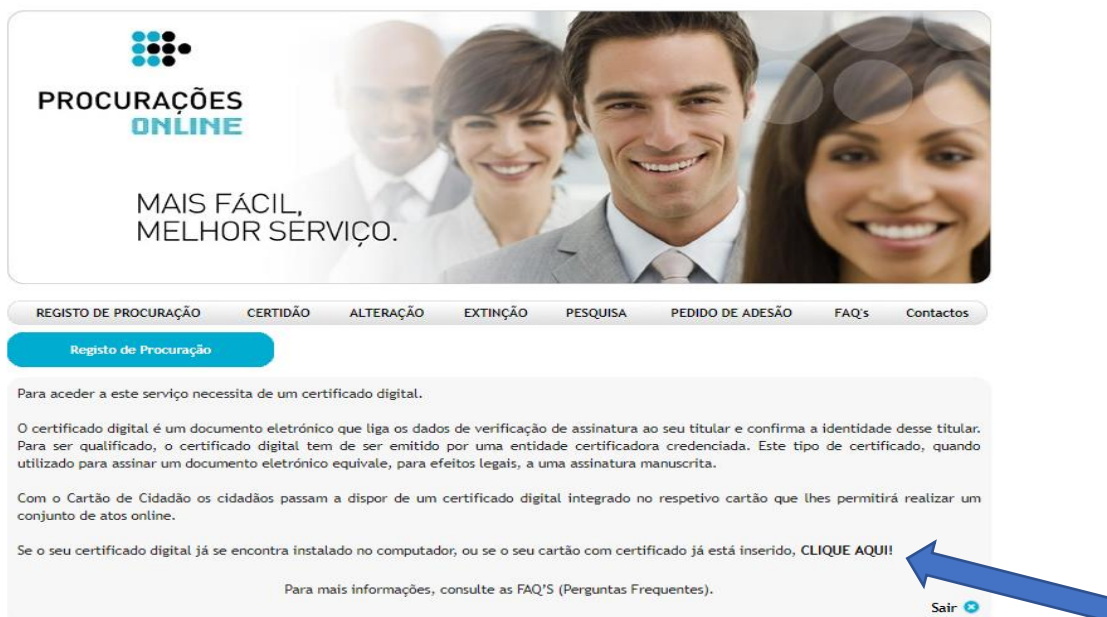 PROCURAÇÕES
ONLINE
MAIS FÁCIL,
MELHOR SERVIÇO.
REGISTO DE PROCURAÇÃO CERTIDÃO ALTERAÇÃO EXTINÇÃO PESQUISA PEDIDO DE ADESÃO FAQ's Contactos
Registo de Procuração
Para aceder a este serviço necessita de um certificado digital.
O certificado digital é um documento eletrónico que liga os dados de verificação de assinatura ao seu titular e confirma a identidade desse titular.
Para ser qualificado, o certificado digital tem de ser emitido por uma entidade certificadora credenciada. Este tipo de certificado, quando
utilizado para assinar um documento eletrónico equivale, para efeitos legais, a uma assinatura manuscrita.
Com o Cartão de Cidadão os cidadãos passam a dispor de um certificado digital integrado no respetivo cartão que lhes permitirá realizar um
conjunto de atos online.
Se o seu certificado digital já se encontra instalado no computador, ou se o seu cartão com certificado já está inserido, CLIQUE AQUI!
Para mais informações, consulte as FAQ'S (Perguntas Frequentes).
Sair